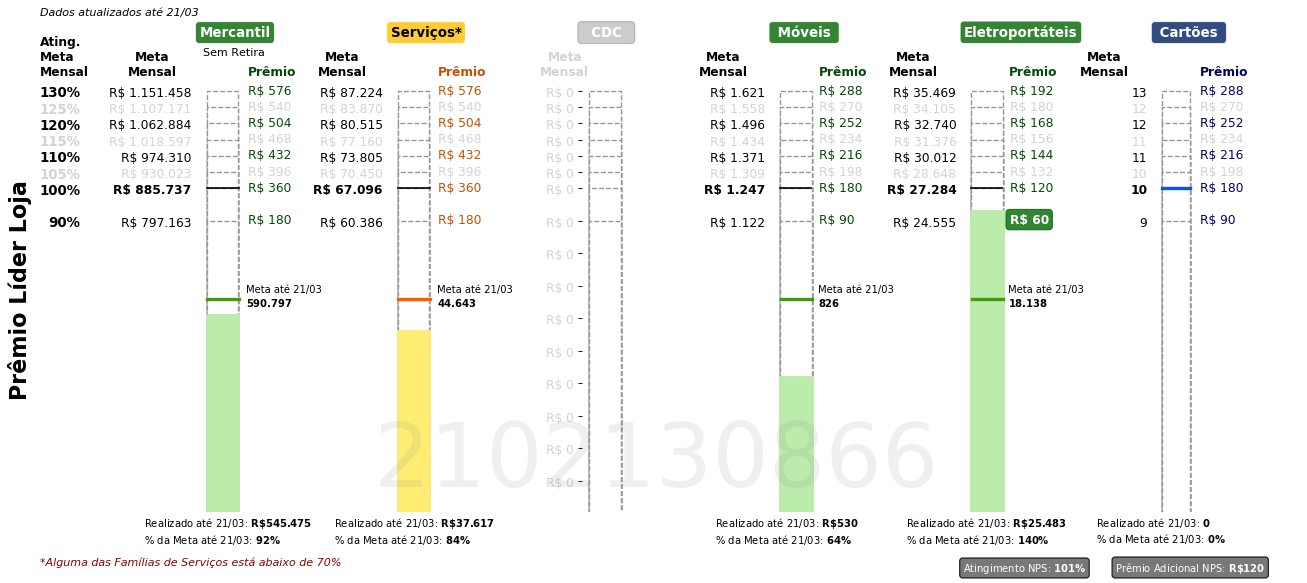 Dados atualizados até 21/03
Mercantil Serviços* CDC Móveis Eletroportáteis Cartões
Sem Retira
Ating. Meta Mensal Meta Mensal Prêmio Meta Mensal Prêmio Meta Mensal Meta Mensal Prêmio Meta Mensal Prêmio Meta Mensal Prêmio
130% R$ 1.151.458 R$ 576 R$ 87.224 R$ 576 R$ 0 R$ 1.621 R$ 288 R$ 35.469 R$ 192 13 R$ 288
125% R$ 1.107.171 R$ 540 R$ 83.870 R$ 540 R$ 0 R$ 1.558 R$ 270 R$ 34.105 R$ 180 12 R$ 270
120% R$ 1.062.884 R$ 504 R$ 80.515 R$ 504 R$ 0 R$ 1.496 R$ 252 R$ 32.740 R$ 168 12 R$ 252
115% R$ 1.018.597 R$ 468 R$ 77.160 R$ 468 R$ 0 R$ 1.434 R$ 234 R$ 31.376 R$ 156 11 R$ 234
110% R$ 974.310 R$ 432 R$ 73.805 R$ 432 R$ 0 R$ 1.371 R$ 216 R$ 30.012 R$ 144 11 R$ 216
105% R$ 930.023 R$ 396 R$ 70.450 R$ 396 R$ 0 R$ 1.309 R$ 198 R$ 28.648 R$ 132 10 R$ 198
100% R$ 885.737 R$ 360 R$ 67.096 R$ 360 R$ 0 R$ 1.247 R$ 180 R$ 27.284 R$ 120 10 R$ 180
90% R$ 797.163 R$ 180 R$ 60.386 R$ 180 R$ 0 R$ 1.122 R$ 90 R$ 24.555 R$ 60 9 R$ 90
R$ 0
R$ 0
Meta até 21/03 Meta até 21/03 Meta até 21/03 Meta até 21/03
590.797 44.643 826 18.138
R$ 0
R$ 0
R$ 0
R$ 0
R$ 0
R$ 0
Prêmio Líder Loja
2102130866
Realizado até 21/03: R$545.475 Realizado até 21/03: R$37.617 Realizado até 21/03: R$530 Realizado até 21/03: R$25.483 Realizado até 21/03: 0
% da Meta até 21/03: 92% % da Meta até 21/03: 84% % da Meta até 21/03: 64% % da Meta até 21/03: 140% % da Meta até 21/03: 0%
*Alguma das Famílias de Serviços está abaixo de 70% Atingimento NPS: 101% Prêmio Adicional NPS: R$120